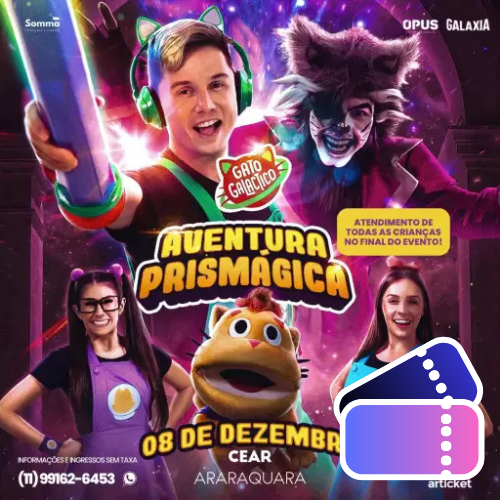 Somma
OPUS GALAXIA
GATO
GALÁCTICO
ATENDIMENTO DE
TODAS AS CRIANÇAS
NO FINAL DO EVENTO!
AVENTURA
PRISMÁGICA
08 DE DEZEMBR
CEAR
ARARAQUARA
INFORMAÇÕES E INGRESSOS SEM TAXA
(11) 99162-6453
articket